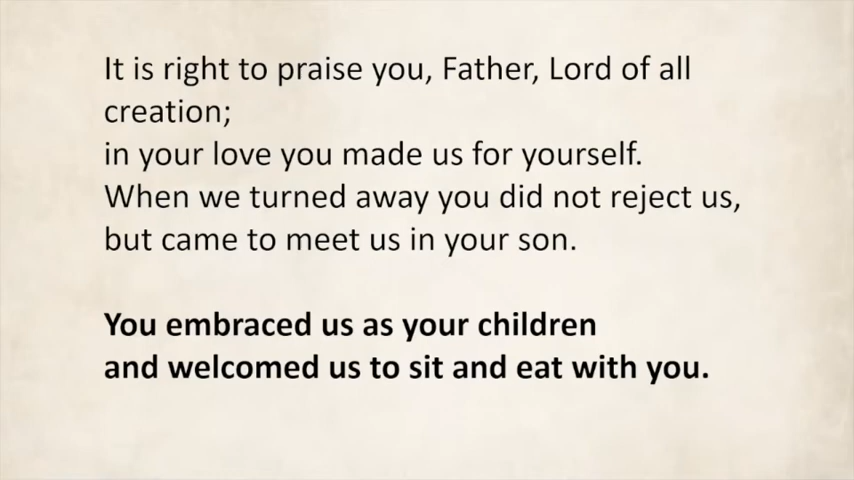 It is right to praise you, Father, Lord of all
creation;
in your love you made us for yourself.
When we turned away you did not reject us,
but came to meet us in your son.
You embraced us as your children
and welcomed us to sit and eat with you.